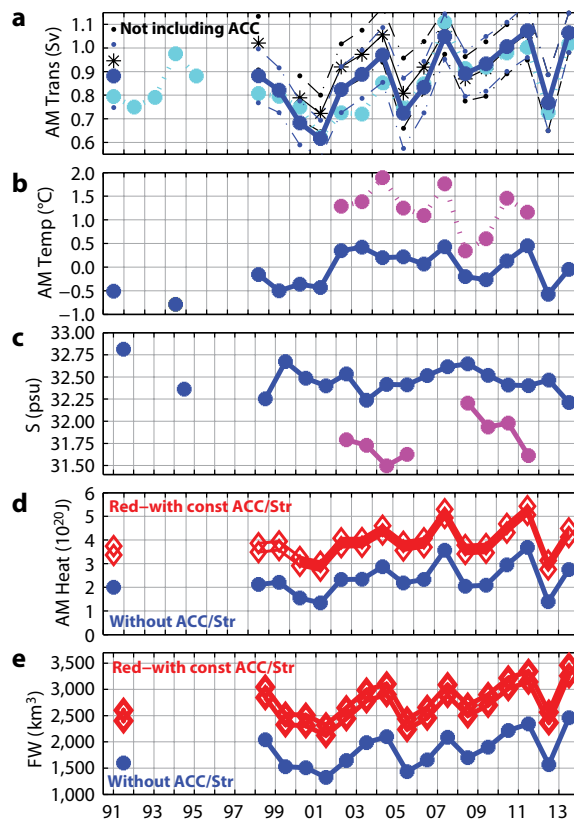 a
Not including ACC
AM Trans (Sv)
1.1
1.0
0.9
0.8
0.7
0.6
b
AM Temp (°C)
2.0
1.5
1.0
0.5
0.0
−0.5
−1.0
c
S (psu)
33.00
32.75
32.50
32.25
32.00
31.75
31.50
d
Red−with const ACC/Str
AM Heat (10²⁰J)
6
5
4
3
2
1
0
Without ACC/Str
e
Red−with const ACC/Str
FW (km³)
3,500
3,000
2,500
2,000
1,500
1,000
Without ACC/Str
91 93 95 97 99 01 03 05 07 09 11 13